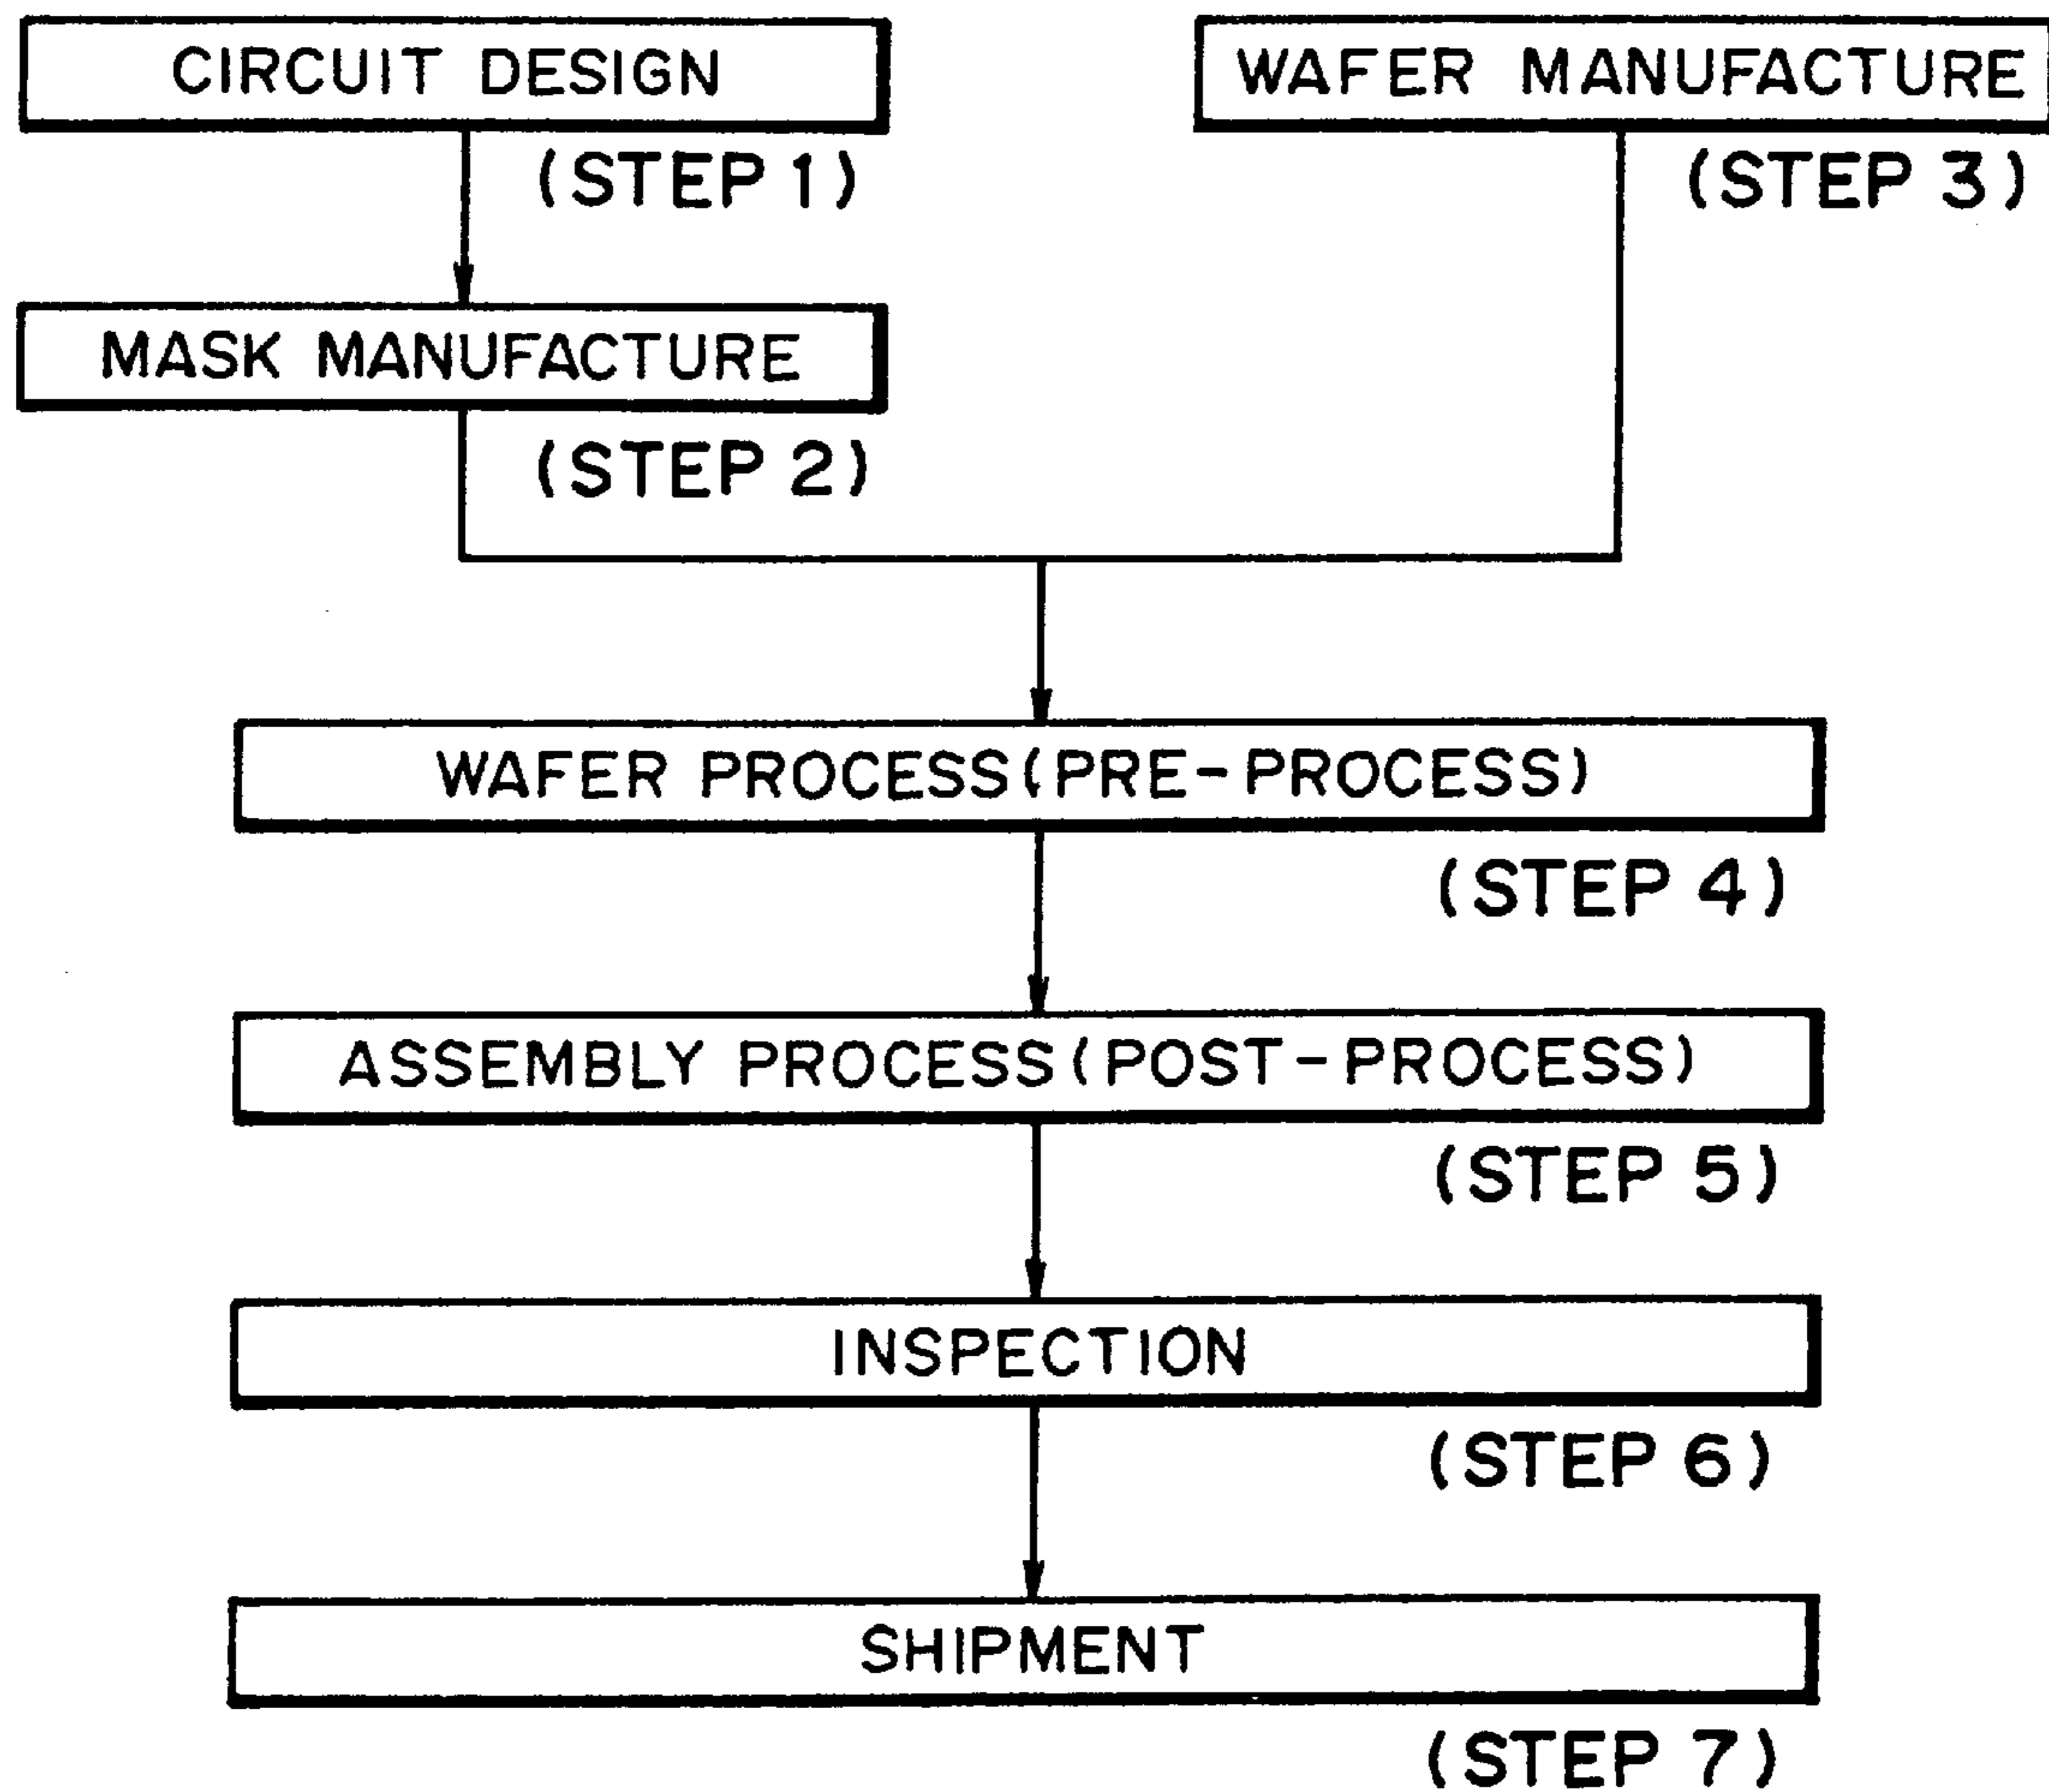 CIRCUIT DESIGN
(STEP 1)
WAFER MANUFACTURE
(STEP 3)
MASK MANUFACTURE
(STEP 2)
WAFER PROCESS(PRE-PROCESS)
(STEP 4)
ASSEMBLY PROCESS(POST-PROCESS)
(STEP 5)
INSPECTION
(STEP 6)
SHIPMENT
(STEP 7)